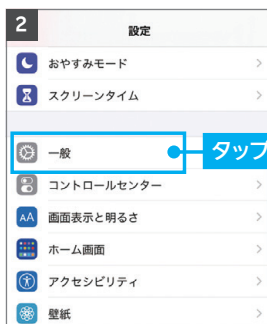 2
設定
おやすみモード
スクリーンタイム
一般
タップ
コントロールセンター
AA 画面表示と明るさ
ホーム画面
アクセシビリティ
壁紙